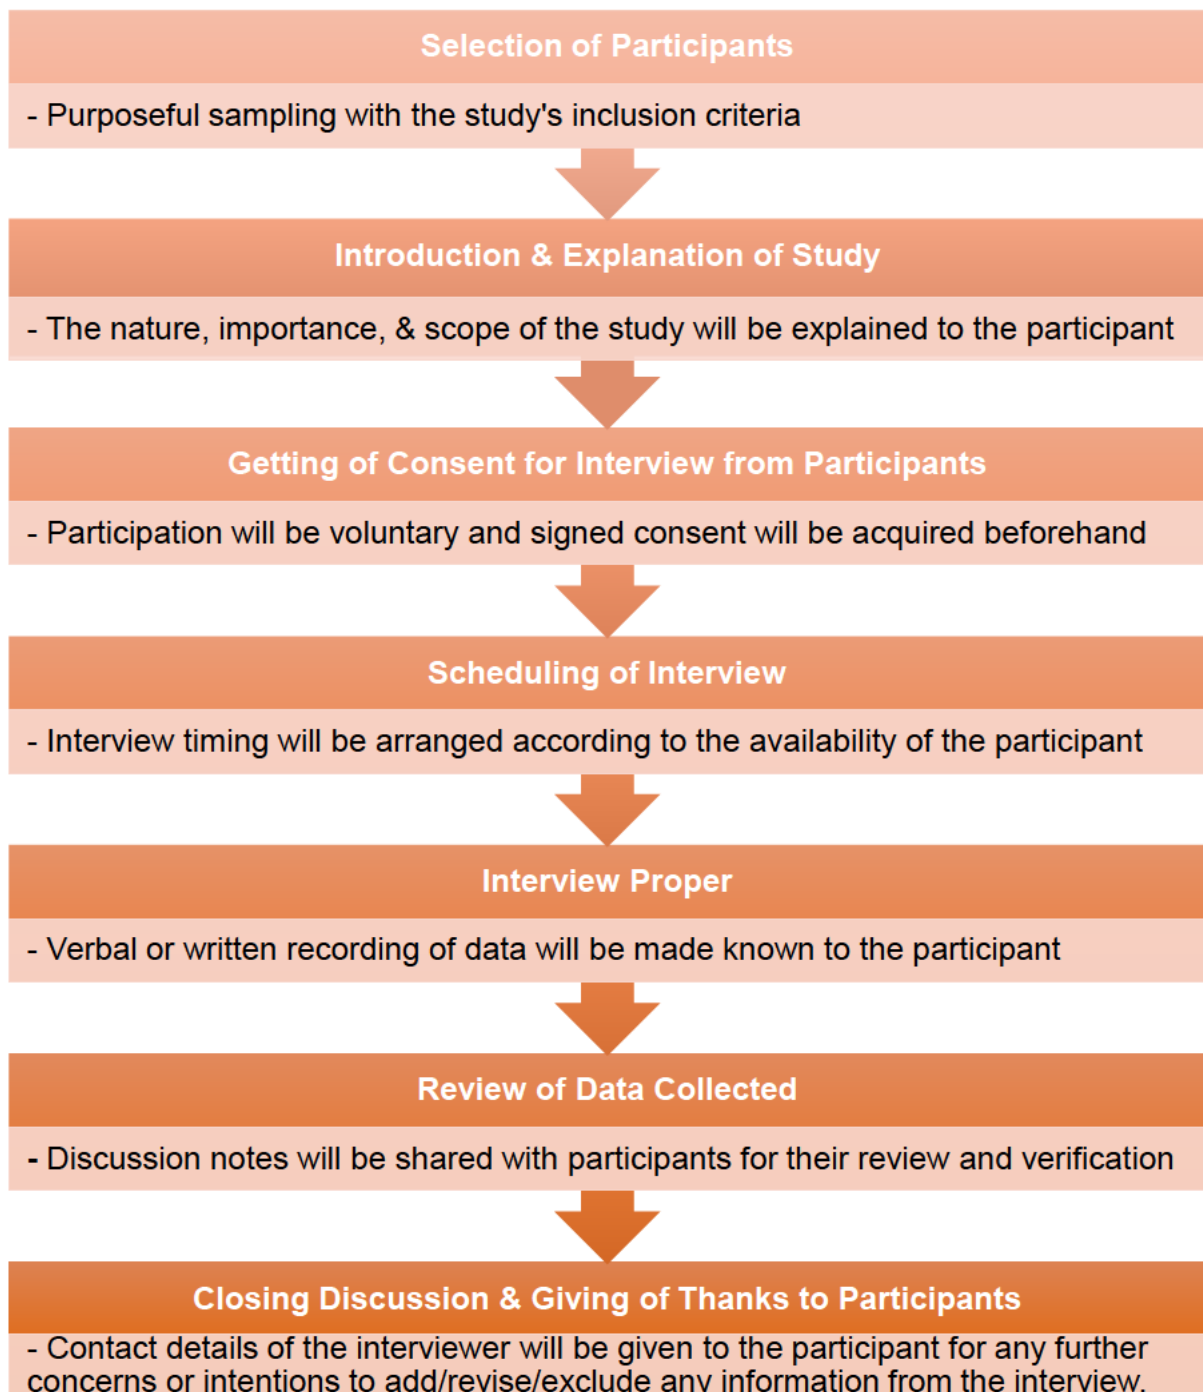 Selection of Participants
- Purposeful sampling with the study's inclusion criteria
Introduction & Explanation of Study
- The nature, importance, & scope of the study will be explained to the participant
Getting of Consent for Interview from Participants
- Participation will be voluntary and signed consent will be acquired beforehand
Scheduling of Interview
- Interview timing will be arranged according to the availability of the participant
Interview Proper
- Verbal or written recording of data will be made known to the participant
Review of Data Collected
- Discussion notes will be shared with participants for their review and verification
Closing Discussion & Giving of Thanks to Participants
- Contact details of the interviewer will be given to the participant for any further
concerns or intentions to add/revise/exclude any information from the interview.